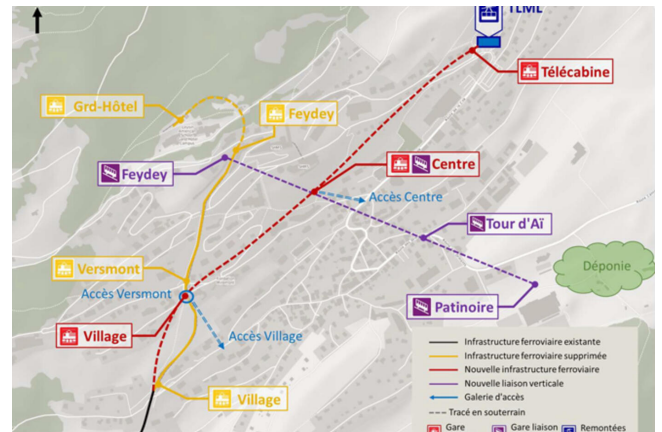 TLML
Télécabine
Grd-Hôtel
Feydey
Feydey
Centre
Accès Centre
Tour d'Aï
Versmont
Déponie
Accès Versmont
Patinoire
Village
Accès Village
Village
Infrastructure ferroviaire existante
Infrastructure ferroviaire supprimée
Nouvelle infrastructure ferroviaire
Nouvelle liaison verticale
Galerie d'accès
Tracé en souterrain
Gare
Gare liaison
Remontées